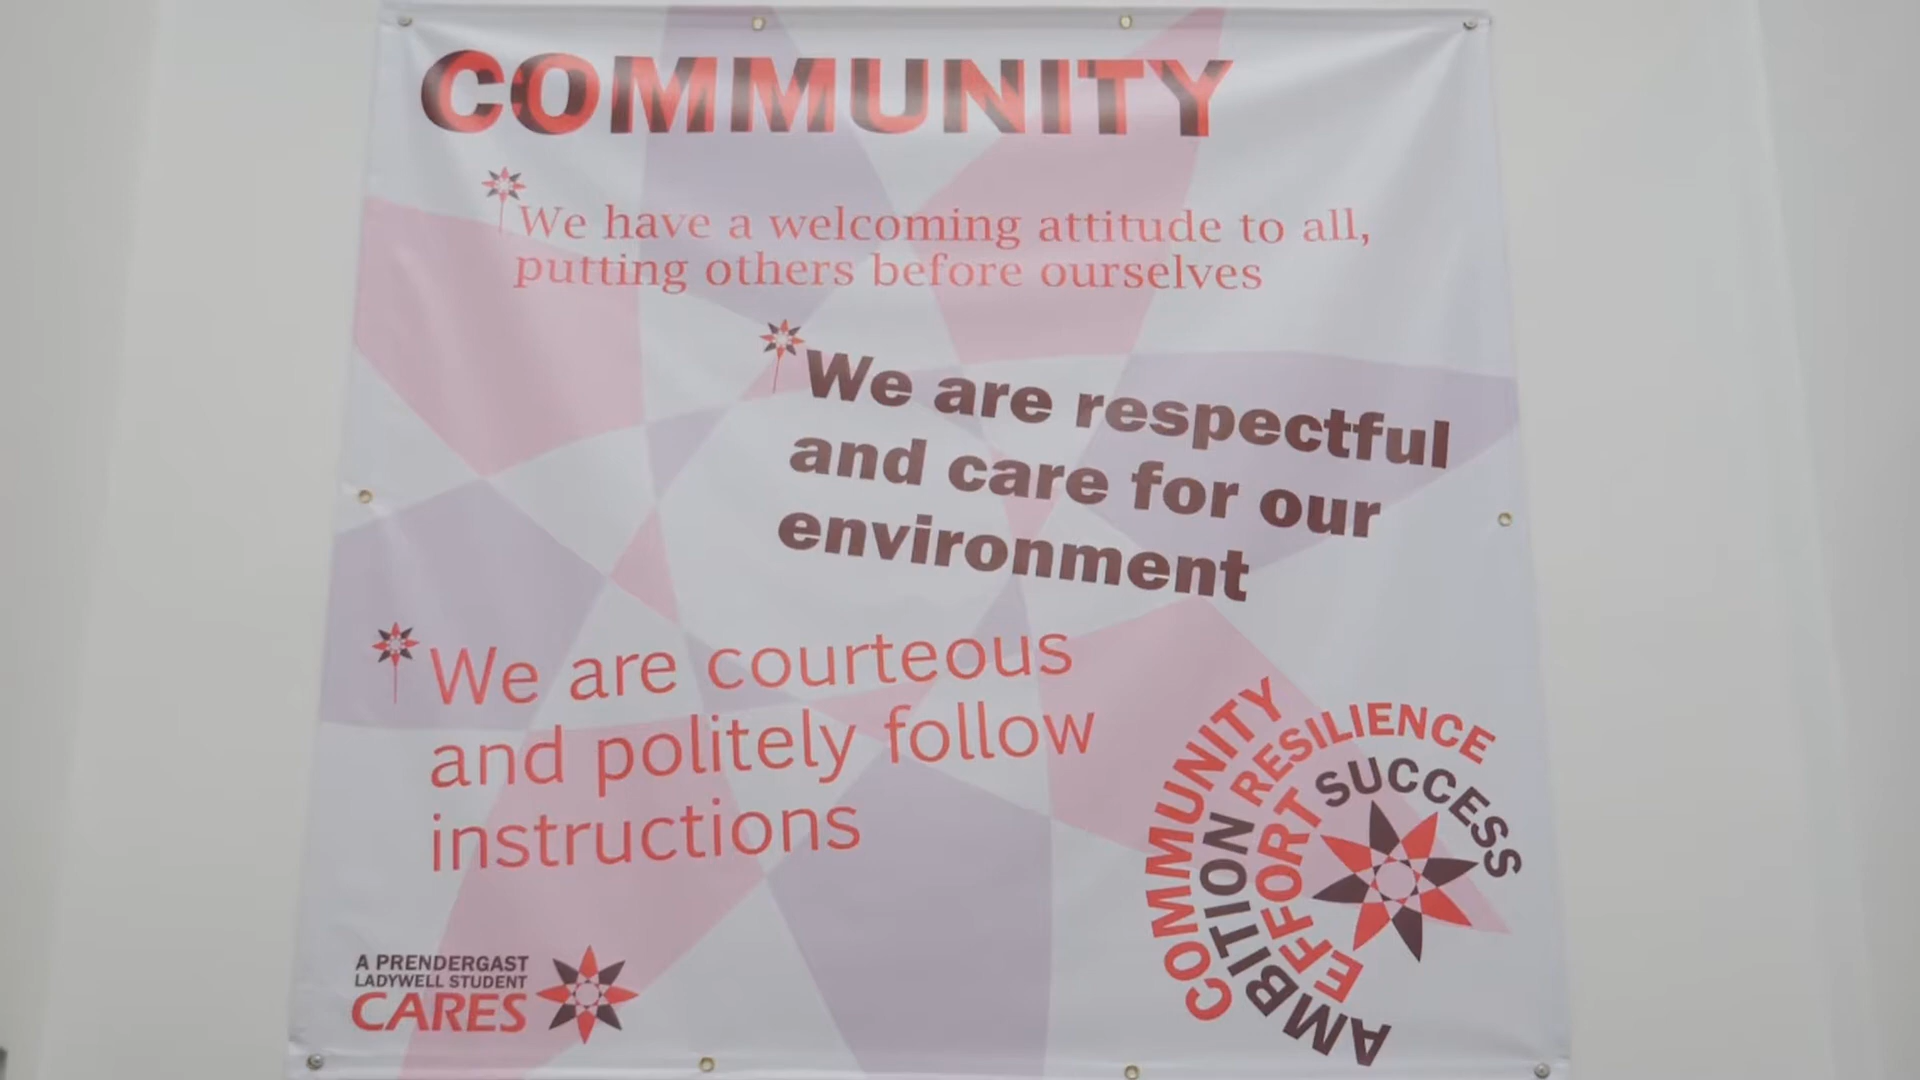 COMMUNITY
We have a welcoming attitude to all,
putting others before ourselves
We are respectful
and care for our
environment
We are courteous
and politely follow
instructions
A PRENDERGAST
LADYWELL STUDENT
CARES
COMMUNITY
AMBITION
RESILIENCE
EFFORT
SUCCESS